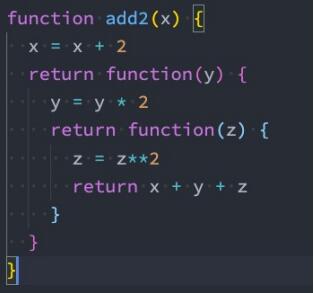 function add2(x) {
  x = x + 2
  return function(y) {
    y = y * 2
    return function(z) {
      z = z**2
      return x + y + z
    }
  }
}